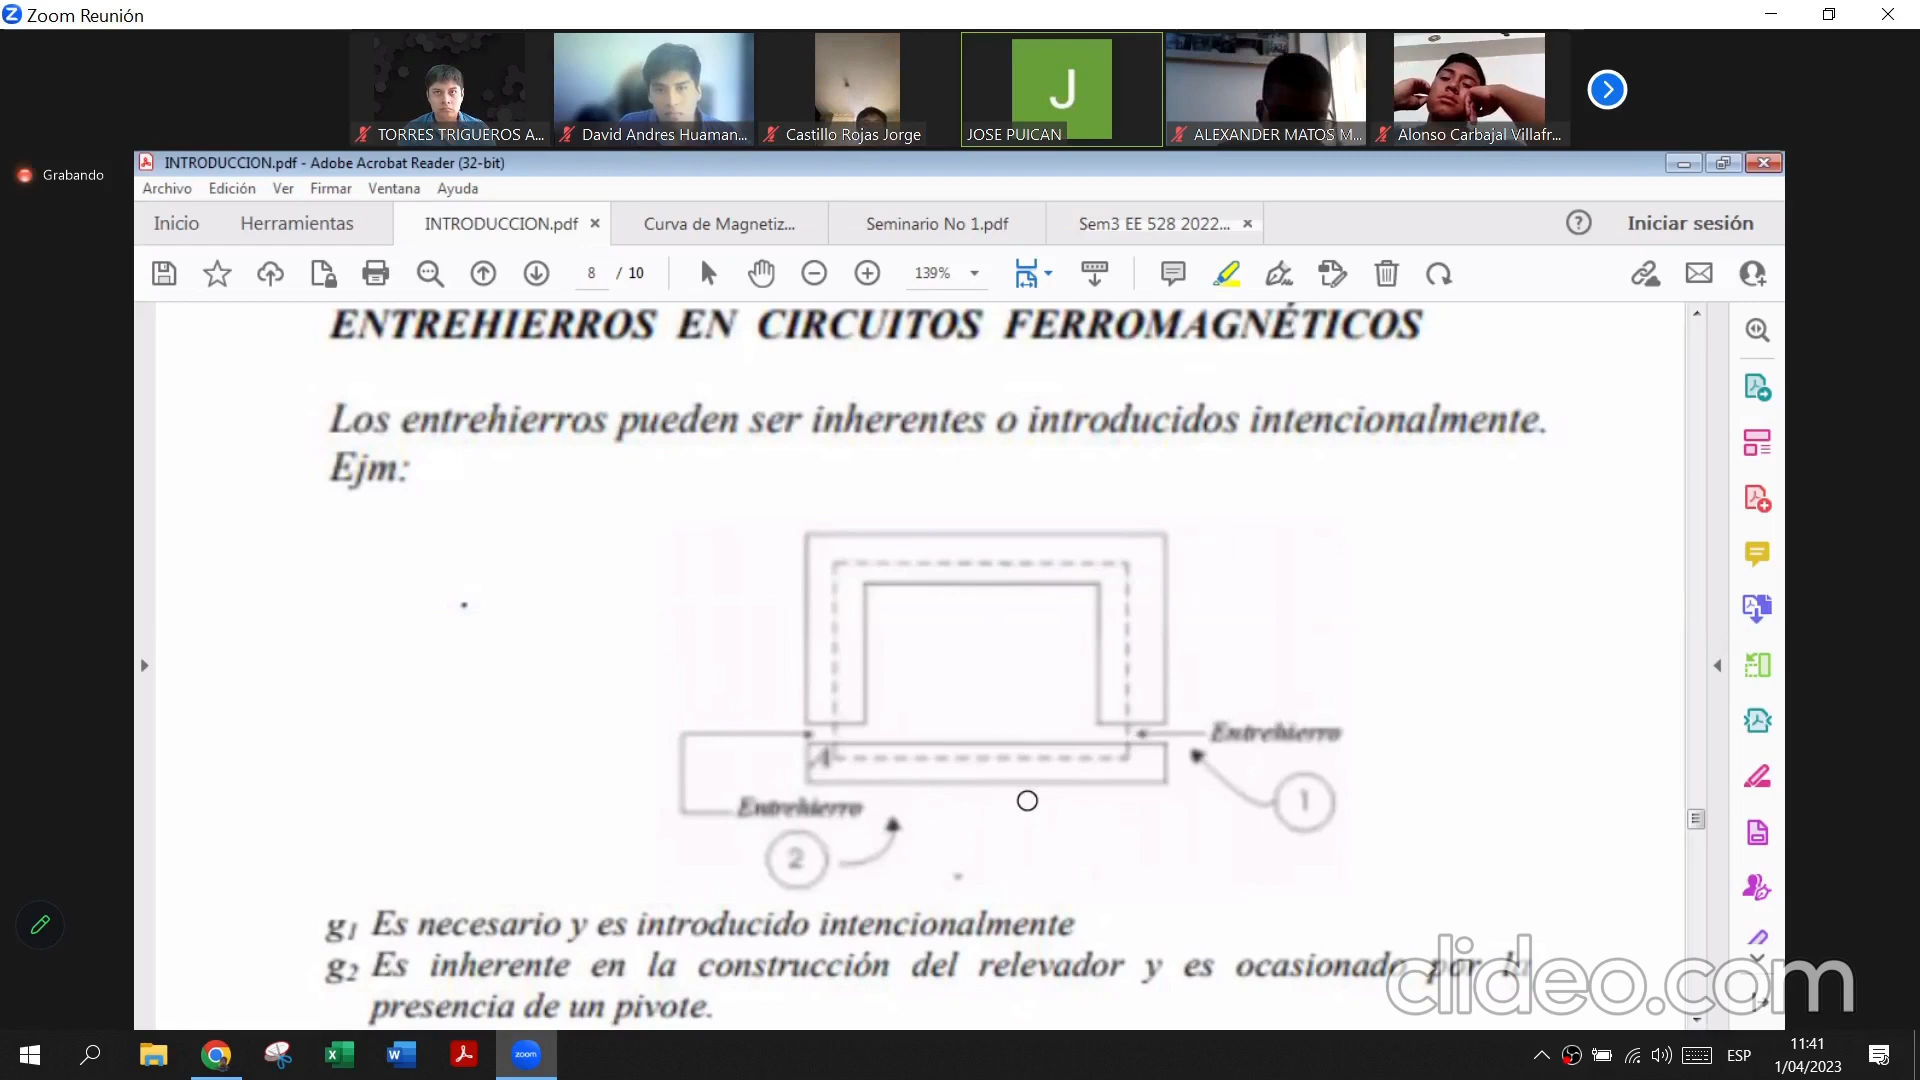 Zoom Reunión
TORRES TRIGUEROS A...
David Andres Huaman...
Castillo Rojas Jorge
J
JOSE PUICAN
ALEXANDER MATOS M...
Alonso Carbajal Villafr...
Grabando
INTRODUCCION.pdf - Adobe Acrobat Reader (32-bit)
Archivo Edición Ver Firmar Ventana Ayuda
Inicio Herramientas INTRODUCCION.pdf Curva de Magnetiz... Seminario No 1.pdf Sem3 EE 528 2022... Iniciar sesión
8 / 10 139%
ENTREHIERROS EN CIRCUITOS FERROMAGNÉTICOS
Los entrehierros pueden ser inherentes o introducidos intencionalmente.
Ejm:
Entrehierro
A
1
Entrehierro
2
g1 Es necesario y es introducido intencionalmente
g2 Es inherente en la construcción del relevador y es ocasionado por la
presencia de un pivote.
clideo.com
zoom
ESP
11:41
1/04/2023